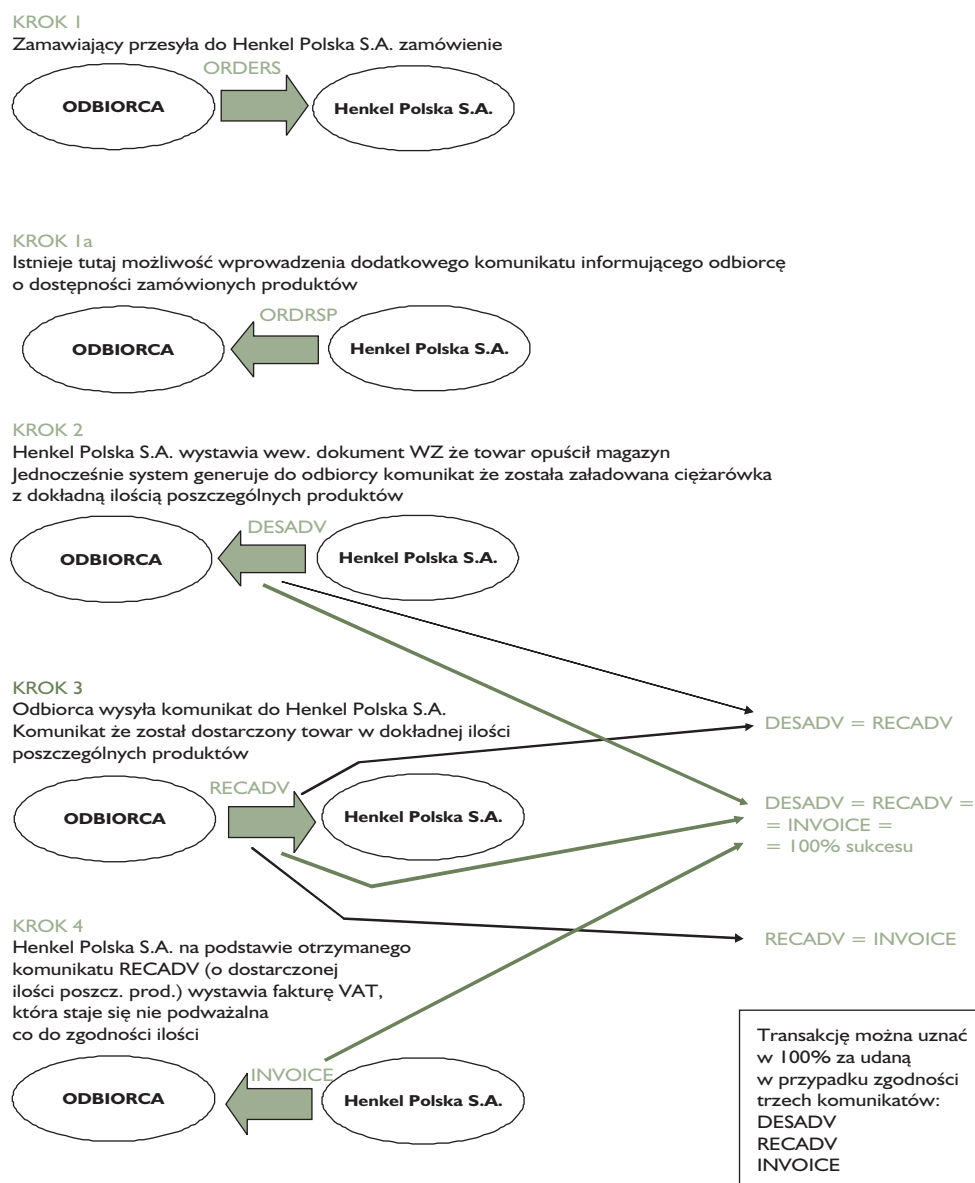 KROK 1
Zamawiający przesyła do Henkel Polska S.A. zamówienie
ORDERS
ODBIORCA
Henkel Polska S.A.
KROK 1a
Istnieje tutaj możliwość wprowadzenia dodatkowego komunikatu informującego odbiorcę
o dostępności zamówionych produktów
ORDRSP
ODBIORCA
Henkel Polska S.A.
KROK 2
Henkel Polska S.A. wystawia wew. dokument WZ że towar opuścił magazyn
Jednocześnie system generuje do odbiorcy komunikat że została załadowana ciężarówka
z dokładną ilością poszczególnych produktów
DESADV
ODBIORCA
Henkel Polska S.A.
KROK 3
Odbiorca wysyła komunikat do Henkel Polska S.A.
Komunikat że został dostarczony towar w dokładnej ilości
poszczególnych produktów
RECADV
ODBIORCA
Henkel Polska S.A.
DESADV = RECADV
DESADV = RECADV =
= INVOICE =
= 100% sukcesu
RECADV = INVOICE
KROK 4
Henkel Polska S.A. na podstawie otrzymanego
komunikatu RECADV (o dostarczonej
ilości poszcz. prod.) wystawia fakturę VAT,
która staje się nie podważalna
co do zgodności ilości
INVOICE
ODBIORCA
Henkel Polska S.A.
Transakcję można uznać
w 100% za udaną
w przypadku zgodności
trzech komunikatów:
DESADV
RECADV
INVOICE